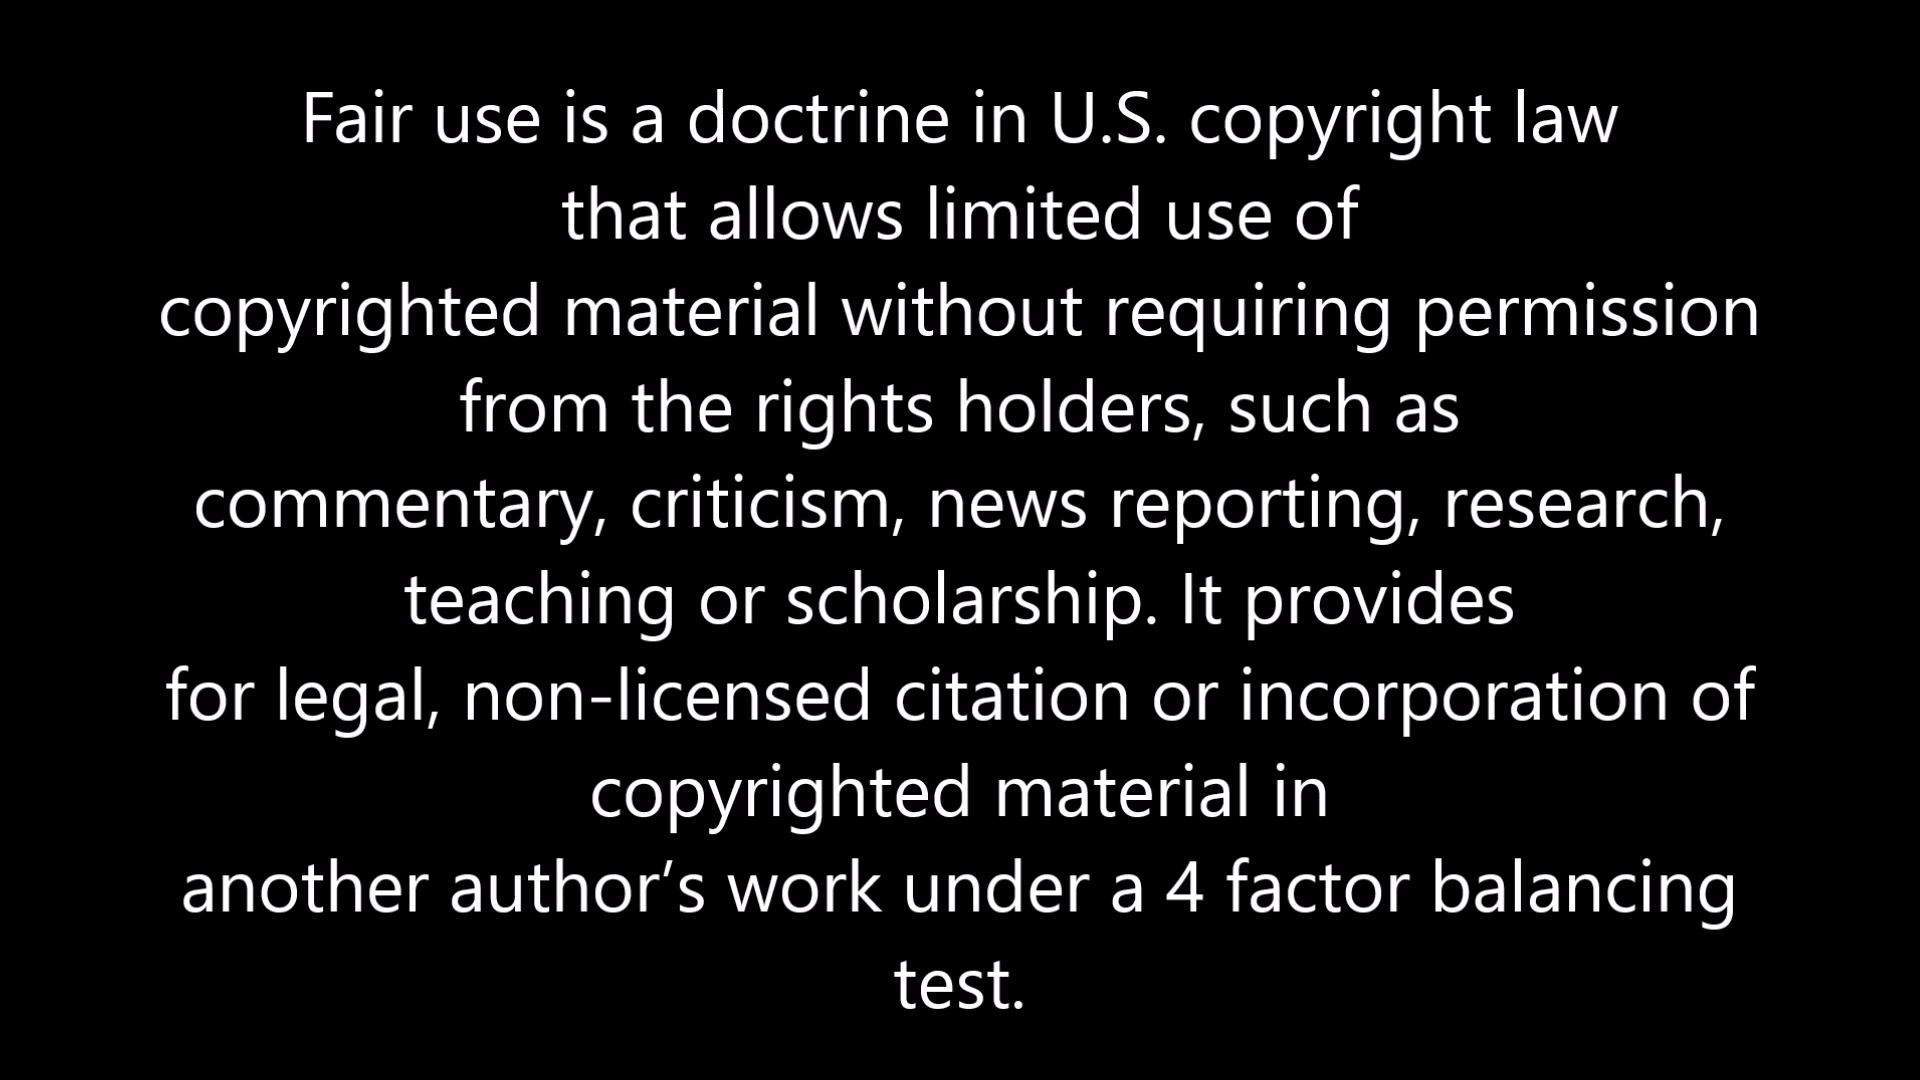 Fair use is a doctrine in U.S. copyright law
that allows limited use of
copyrighted material without requiring permission
from the rights holders, such as
commentary, criticism, news reporting, research,
teaching or scholarship. It provides
for legal, non-licensed citation or incorporation of
copyrighted material in
another author’s work under a 4 factor balancing
test.